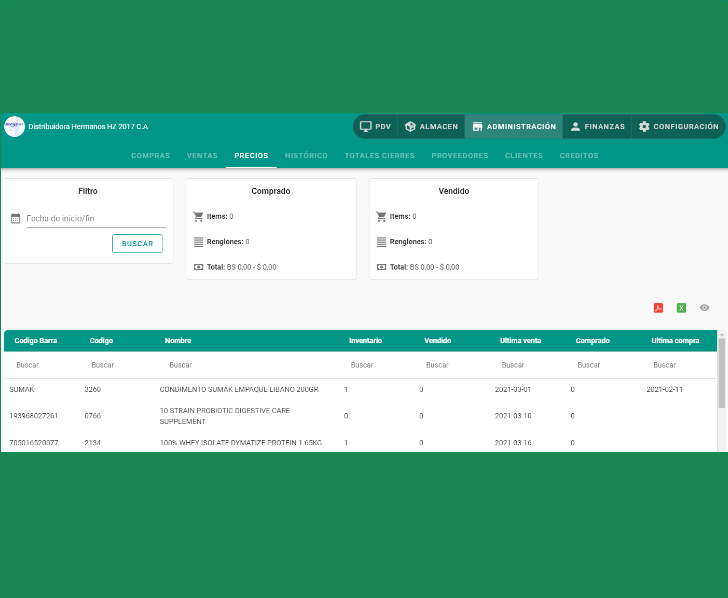 Distribuidora Hermanos HZ 2017 C.A
PDV ALMACEN ADMINISTRACIÓN FINANZAS CONFIGURACIÓN
COMPRAS VENTAS PRECIOS HISTÓRICO TOTALES CIERRES PROVEEDORES CLIENTES CREDITOS
Filtro
Fecha de inicio/fin
BUSCAR
Comprado
Items: 0
Renglones: 0
Total: BS 0,00 - $ 0,00
Vendido
Items: 0
Renglones: 0
Total: BS 0,00 - $ 0,00
Codigo Barra Codigo Nombre Inventario Vendido Ultima venta Comprado Ultima compra
Buscar Buscar Buscar Buscar Buscar Buscar Buscar Buscar
SUMAK 3260 CONDIMENTO SUMAK EMPAQUE LIBANO 200GR 1 0 2021-03-01 0 2021-02-11
193968027261 0766 10 STRAIN PROBIOTIC DIGESTIVE CARE SUPPLEMENT 0 0 2021-03-10 0
705016520077 2134 100% WHEY ISOLATE DYMATIZE PROTEIN 1.65KG 1 0 2021-03-16 0